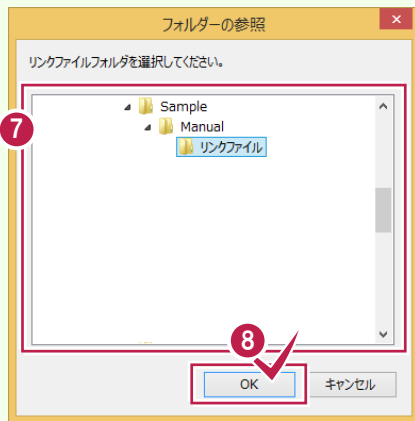 フォルダーの参照
×
リンクファイルフォルダを選択してください。
7
Sample
Manual
リンクファイル
8
OK
キャンセル